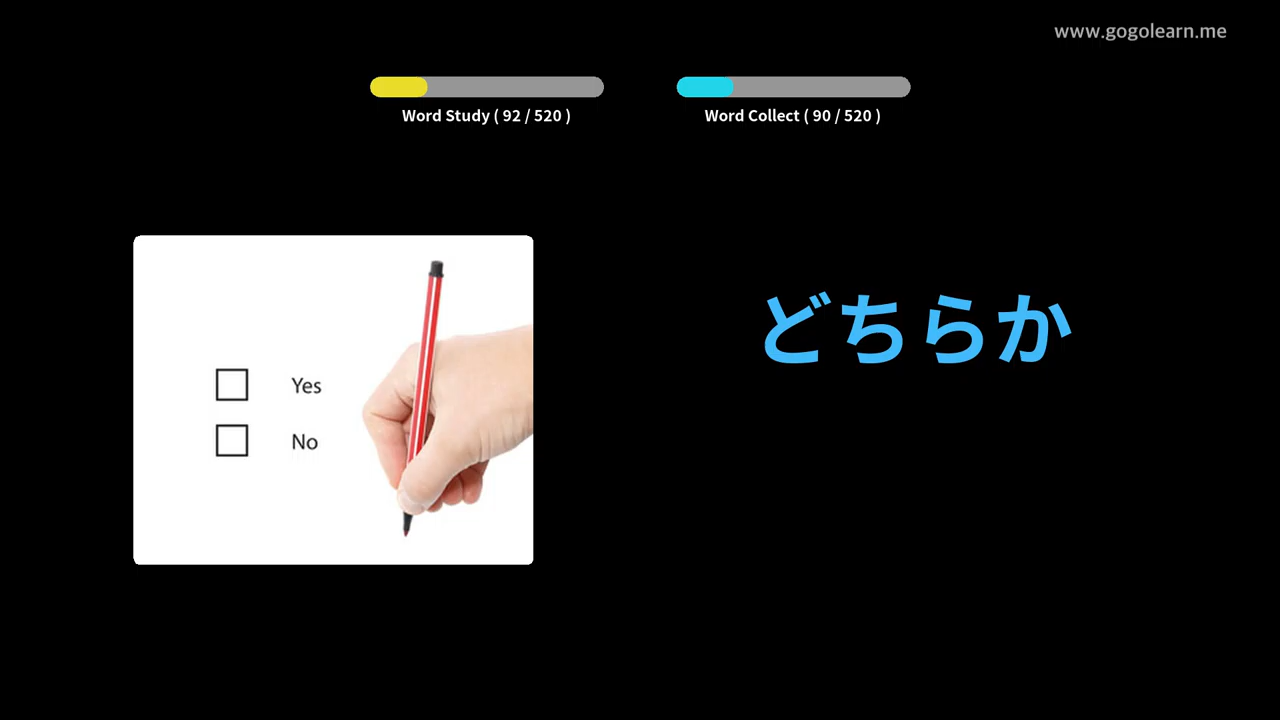 www.gogolearn.me
Word Study ( 92 / 520 )
Word Collect ( 90 / 520 )
どちらか
Yes
No